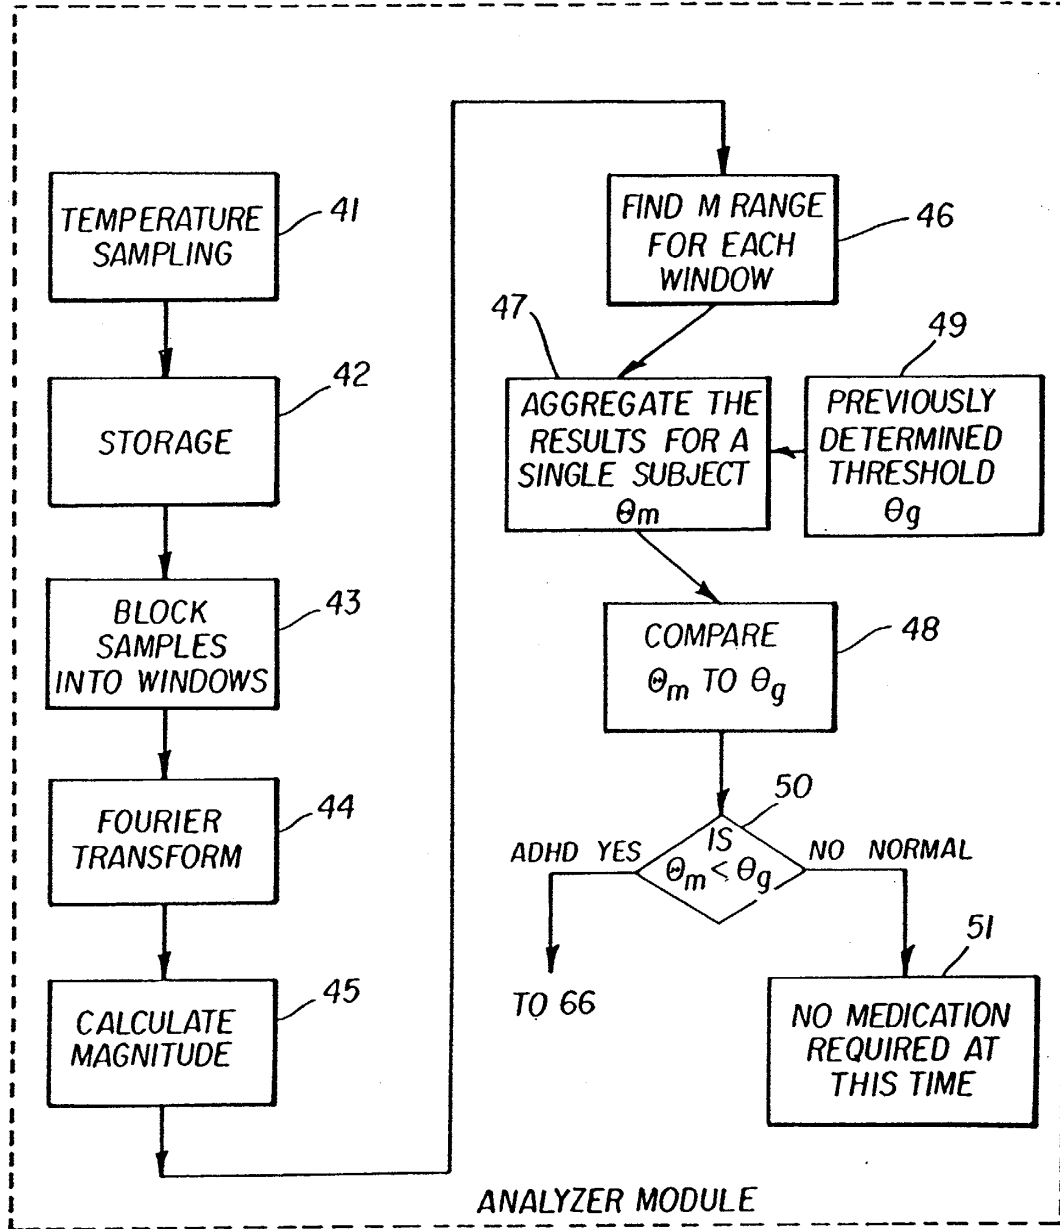 TEMPERATURE
SAMPLING
41
STORAGE
42
BLOCK
SAMPLES
INTO WINDOWS
43
FOURIER
TRANSFORM
44
CALCULATE
MAGNITUDE
45
FIND M RANGE
FOR EACH
WINDOW
46
47
AGGREGATE THE
RESULTS FOR A
SINGLE SUBJECT
Θm
49
PREVIOUSLY
DETERMINED
THRESHOLD
Θg
COMPARE
Θm TO Θg
48
50
IS
Θm < Θg
ADHD YES
NO NORMAL
TO 66
51
NO MEDICATION
REQUIRED AT
THIS TIME
ANALYZER MODULE